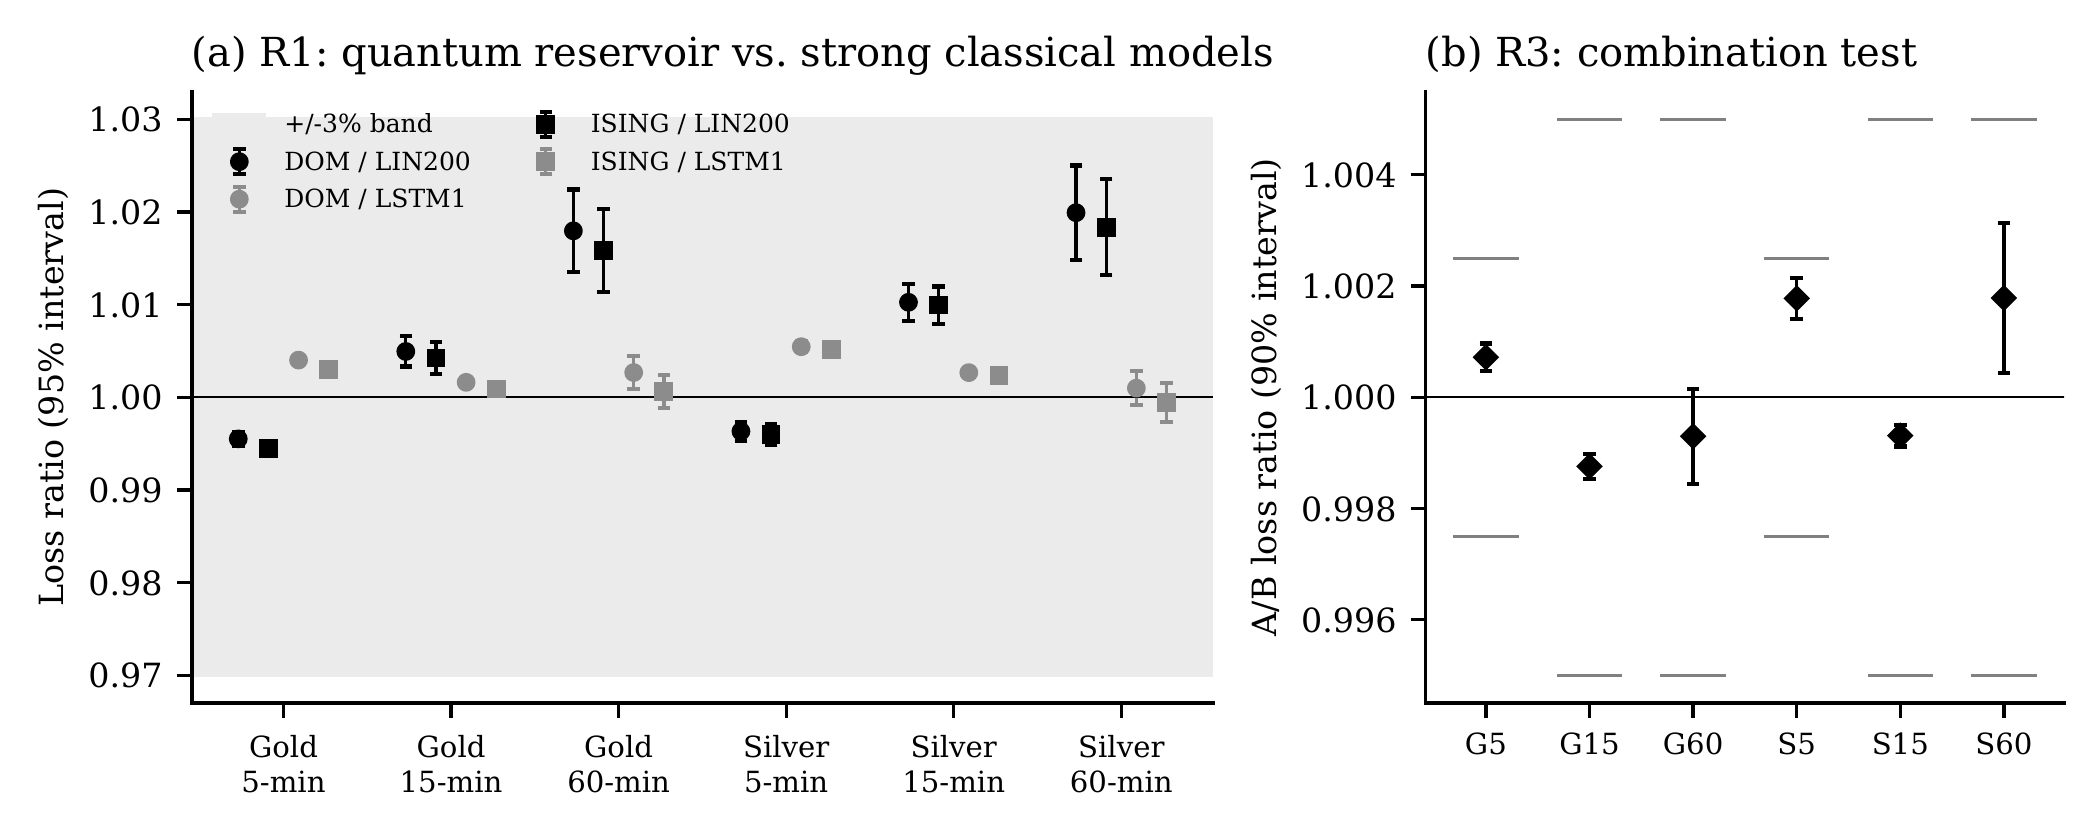 (a) R1: quantum reservoir vs. strong classical models
Loss ratio (95% interval)
1.03
1.02
1.01
1.00
0.99
0.98
0.97
+/-3% band
DOM / LIN200
DOM / LSTM1
ISING / LIN200
ISING / LSTM1
Gold
5-min
Gold
15-min
Gold
60-min
Silver
5-min
Silver
15-min
Silver
60-min
(b) R3: combination test
A/B loss ratio (90% interval)
1.004
1.002
1.000
0.998
0.996
G5
G15
G60
S5
S15
S60